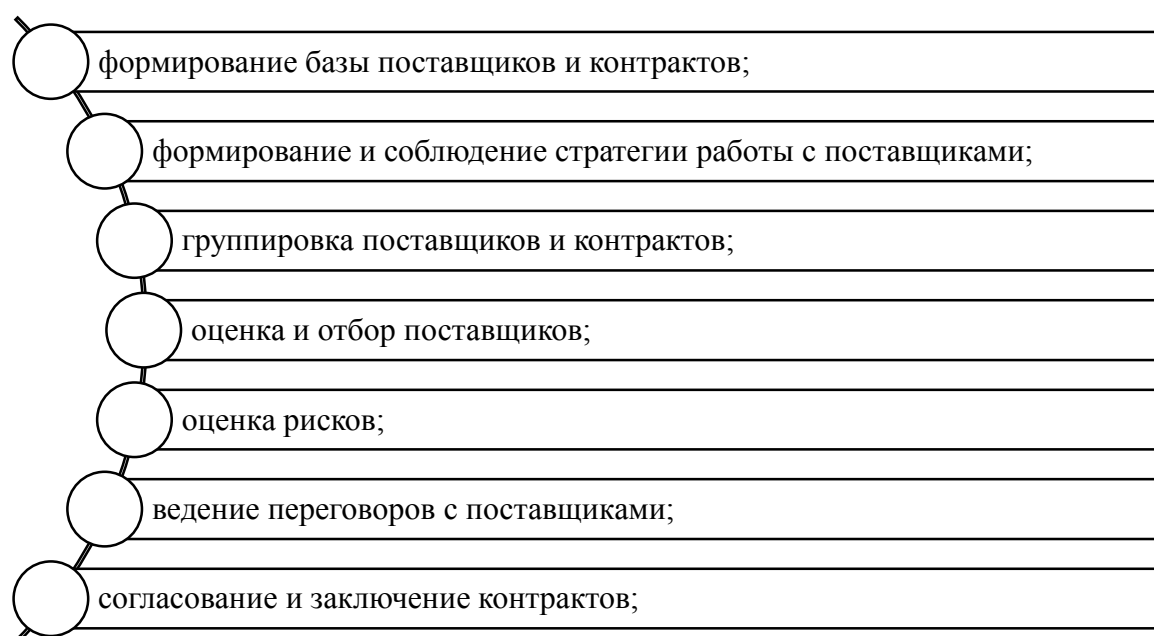 формирование базы поставщиков и контрактов;
формирование и соблюдение стратегии работы с поставщиками;
группировка поставщиков и контрактов;
оценка и отбор поставщиков;
оценка рисков;
ведение переговоров с поставщиками;
согласование и заключение контрактов;